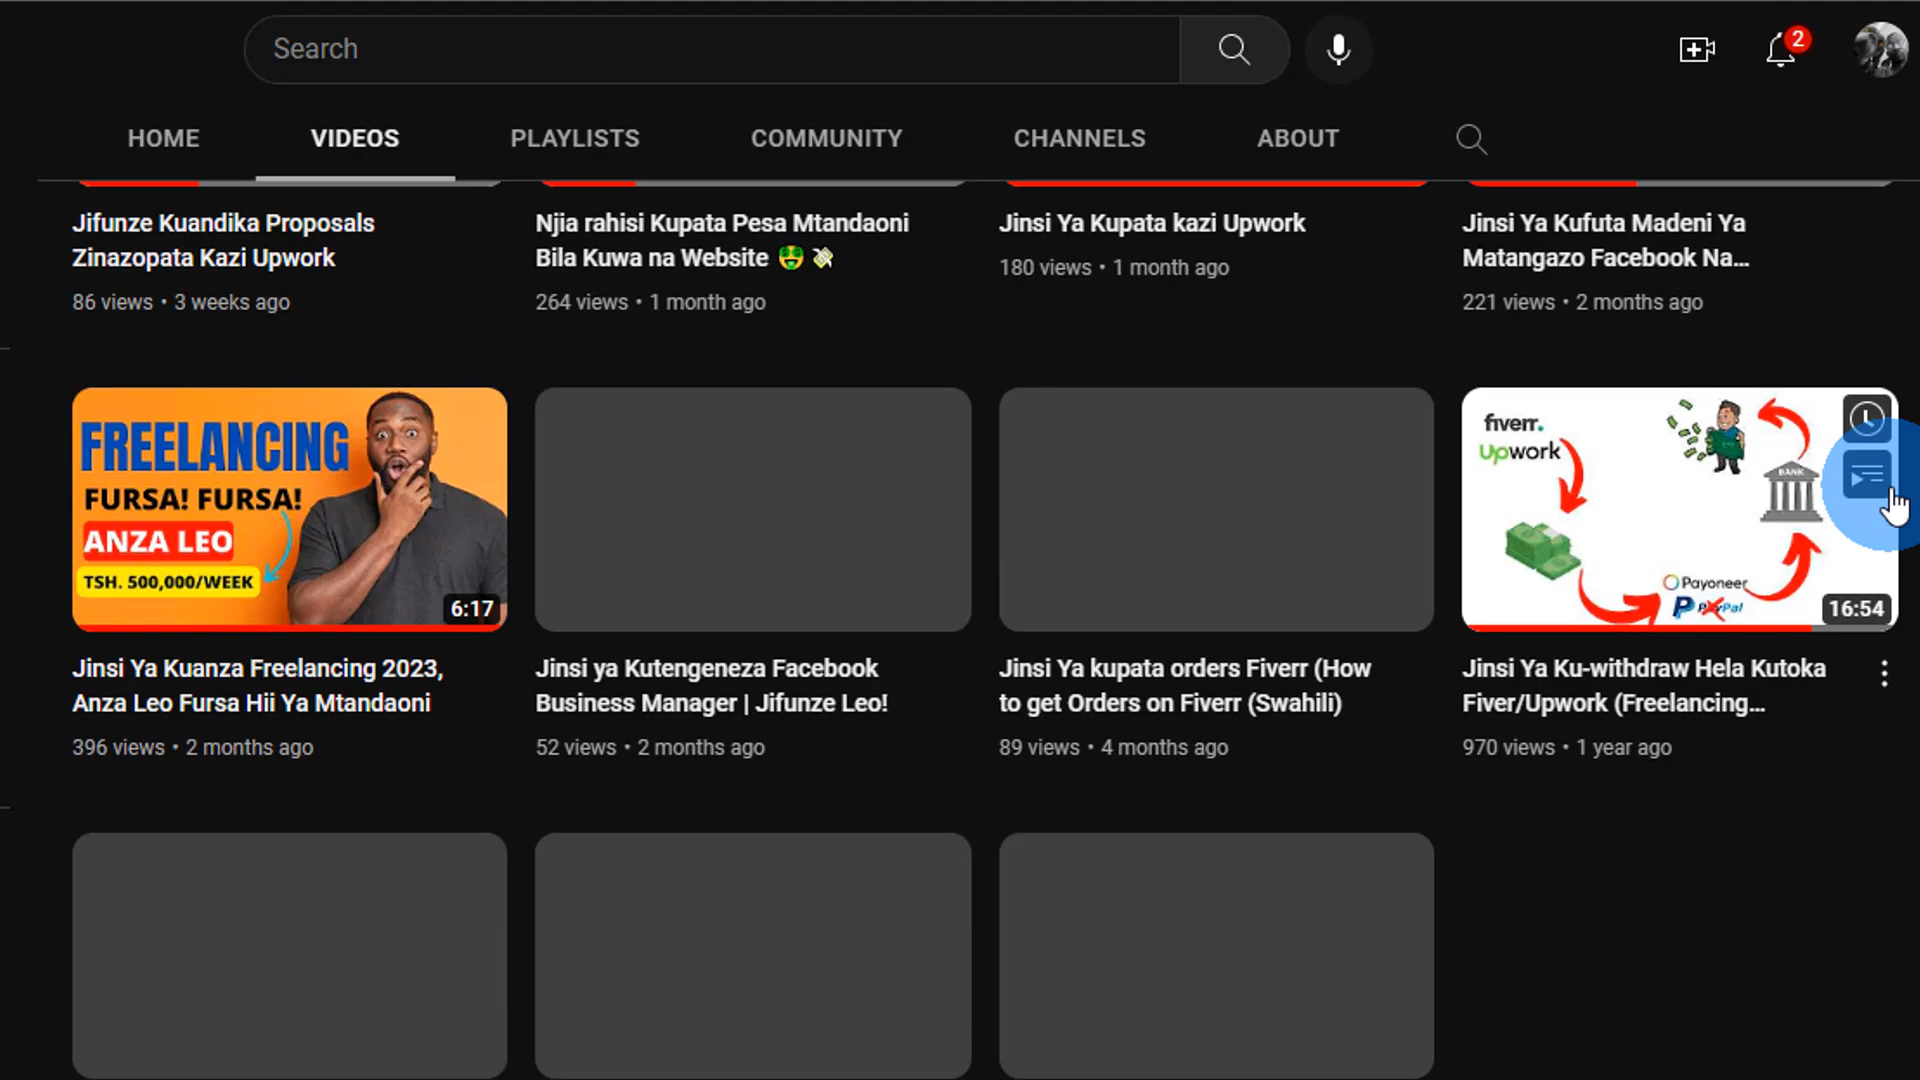 Search
2
HOME VIDEOS PLAYLISTS COMMUNITY CHANNELS ABOUT
Jifunze Kuandika Proposals
Zinazopata Kazi Upwork
86 views • 3 weeks ago
Njia rahisi Kupata Pesa Mtandaoni
Bila Kuwa na Website 🤑 💸
264 views • 1 month ago
Jinsi Ya Kupata kazi Upwork
180 views • 1 month ago
Jinsi Ya Kufuta Madeni Ya
Matangazo Facebook Na...
221 views • 2 months ago
FREELANCING
FURSA! FURSA!
ANZA LEO
TSH. 500,000/WEEK
6:17
fiverr.
Upwork
BANK
Payoneer
PayPal
16:54
Jinsi Ya Kuanza Freelancing 2023,
Anza Leo Fursa Hii Ya Mtandaoni
396 views • 2 months ago
Jinsi ya Kutengeneza Facebook
Business Manager | Jifunze Leo!
52 views • 2 months ago
Jinsi Ya kupata orders Fiverr (How
to get Orders on Fiverr (Swahili)
89 views • 4 months ago
Jinsi Ya Ku-withdraw Hela Kutoka
Fiver/Upwork (Freelancing...
970 views • 1 year ago